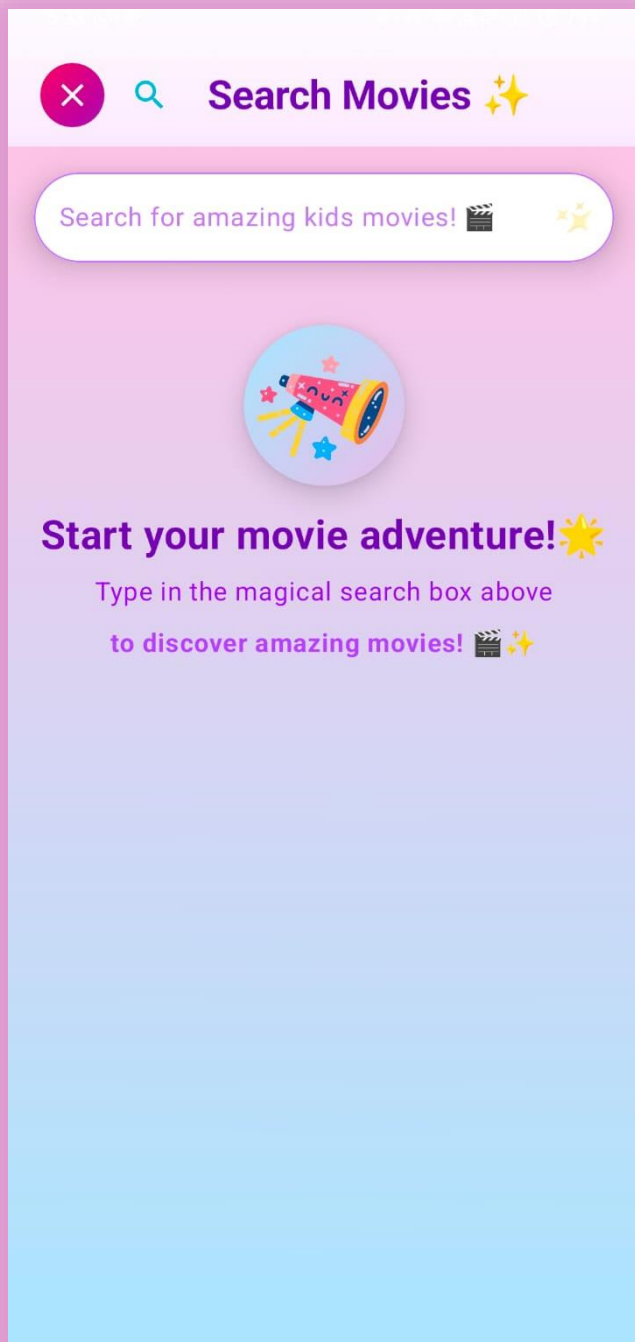 Search Movies ✨
Search for amazing kids movies! 🎬
Start your movie adventure!🌟
Type in the magical search box above
to discover amazing movies! 🎬✨